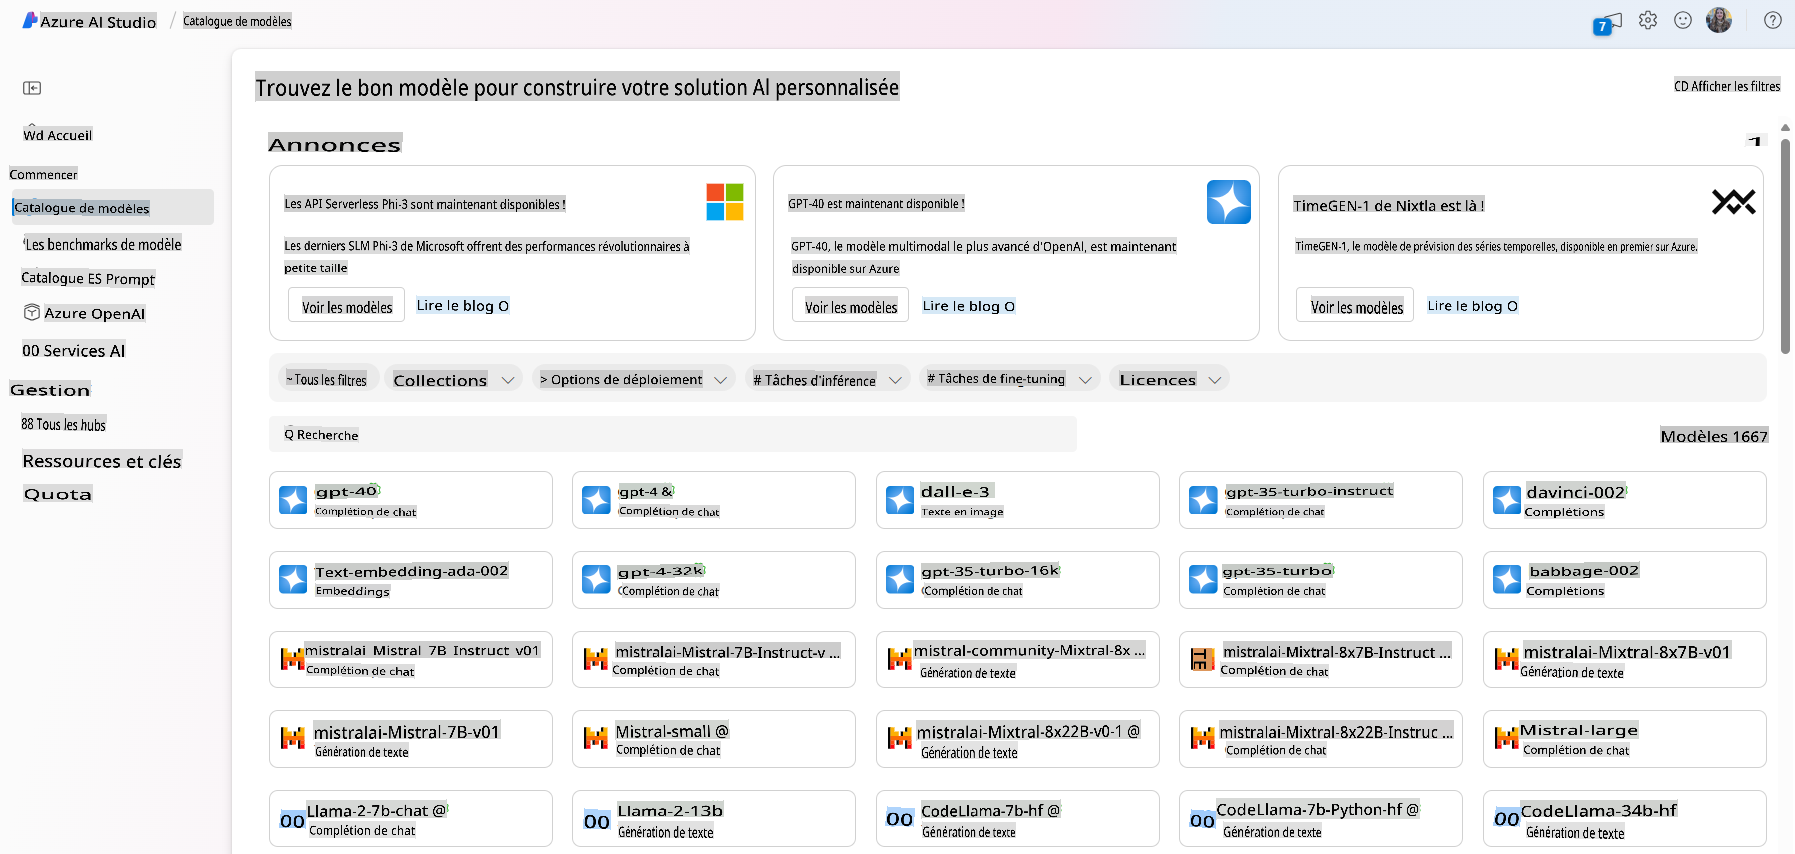 Azure AI Studio / Catalogue de modèles
7
Trouvez le bon modèle pour construire votre solution AI personnalisée
CD Afficher les filtres
Wd Accueil
Commencer
Catalogue de modèles
Les benchmarks de modèle
Catalogue ES Prompt
Azure OpenAI
00 Services AI
Gestion
88 Tous les hubs
Ressources et clés
Quota
Annonces
1
Les API Serverless Phi-3 sont maintenant disponibles !
Les derniers SLM Phi-3 de Microsoft offrent des performances révolutionnaires à
petite taille
Voir les modèles
Lire le blog O
GPT-40 est maintenant disponible !
GPT-40, le modèle multimodal le plus avancé d'OpenAI, est maintenant
disponible sur Azure
Voir les modèles
Lire le blog O
TimeGEN-1 de Nixtla est là !
TimeGEN-1, le modèle de prévision des séries temporelles, disponible en premier sur Azure.
Voir les modèles
Lire le blog O
~ Tous les filtres
Collections
> Options de déploiement
# Tâches d'inférence
# Tâches de fine-tuning
Licences
Q Recherche
Modèles 1667
gpt-40
Complétion de chat
gpt-4 &
Complétion de chat
dall-e-3
Texte en image
gpt-35-turbo-instruct
Complétion de chat
davinci-002
Complétions
Text-embedding-ada-002
Embeddings
gpt-4-32k
Complétion de chat
gpt-35-turbo-16k
Complétion de chat
gpt-35-turbo
Complétion de chat
babbage-002
Complétions
mistralai_Mistral_7B_Instruct_v01
Complétion de chat
mistralai-Mistral-7B-Instruct-v ...
Complétion de chat
mistral-community-Mixtral-8x ...
Génération de texte
mistralai-Mixtral-8x7B-Instruct ...
Complétion de chat
mistralai-Mixtral-8x7B-v01
Génération de texte
mistralai-Mistral-7B-v01
Génération de texte
Mistral-small @
Complétion de chat
mistralai-Mixtral-8x22B-v0-1 @
Génération de texte
mistralai-Mixtral-8x22B-Instruc ...
Complétion de chat
Mistral-large
Complétion de chat
00 Llama-2-7b-chat @
Complétion de chat
00 Llama-2-13b
Génération de texte
00 CodeLlama-7b-hf @
Génération de texte
00 CodeLlama-7b-Python-hf @
Génération de texte
00 CodeLlama-34b-hf
Génération de texte